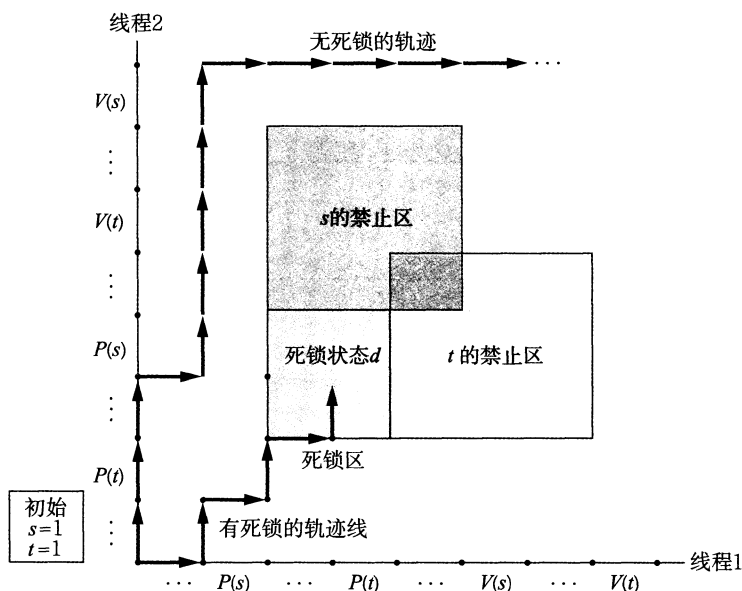 线程2
无死锁的轨迹
···
V(s)
⋮
s的禁止区
V(t)
⋮
P(s)
死锁状态d
t 的禁止区
⋮
死锁区
P(t)
初始
s=1
t=1
⋮
有死锁的轨迹线
线程1
··· P(s) ··· P(t) ··· V(s) ··· V(t)